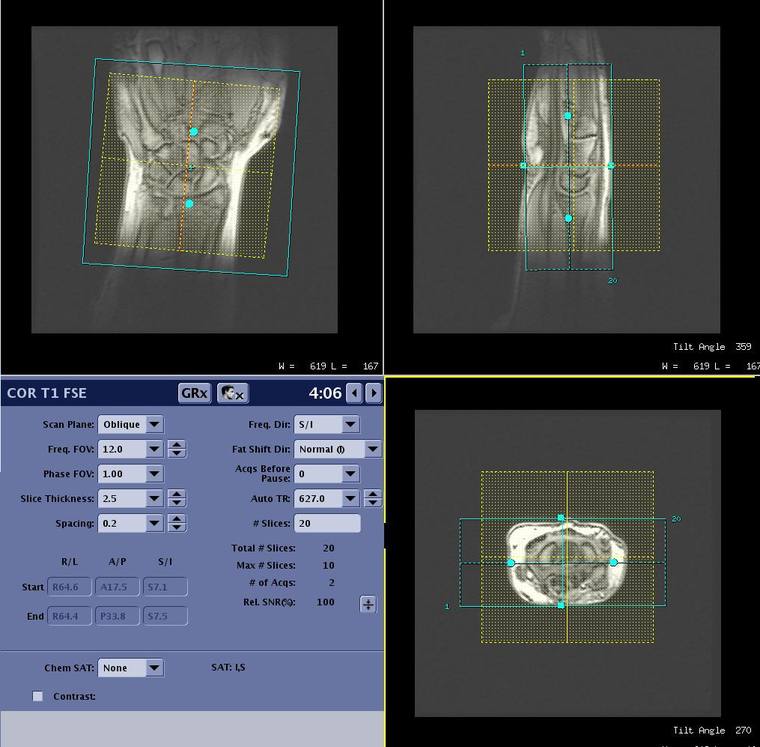 W = 619 L = 167
1
20
Tilt Angle 359
W = 619 L = 167
COR T1 FSE GRx x 4:06
Scan Plane: Oblique Freq. Dir: S/I
Freq. FOV: 12.0 Fat Shift Dir: Normal (I)
Phase FOV: 1.00 Acqs Before Pause: 0
Slice Thickness: 2.5 Auto TR: 627.0
Spacing: 0.2 # Slices: 20
Total # Slices: 20
R/L A/P S/I Max # Slices: 10
# of Acqs: 2
Start R64.6 A17.5 S7.1 Rel. SNR(%): 100
End R64.4 P33.8 S7.5
Chem SAT: None SAT: I,S
Contrast:
20
1
Tilt Angle 270